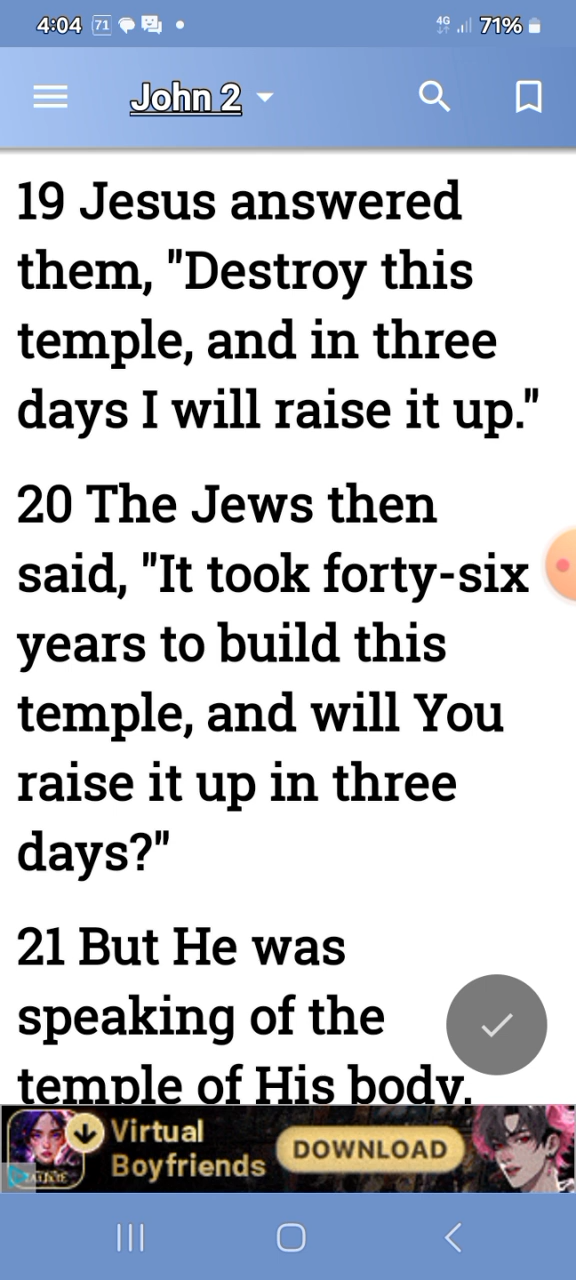 4:04 71 4G 71%
John 2
19 Jesus answered
them, "Destroy this
temple, and in three
days I will raise it up."
20 The Jews then
said, "It took forty-six
years to build this
temple, and will You
raise it up in three
days?"
21 But He was
speaking of the
temple of His body.
Virtual
Boyfriends
DOWNLOAD